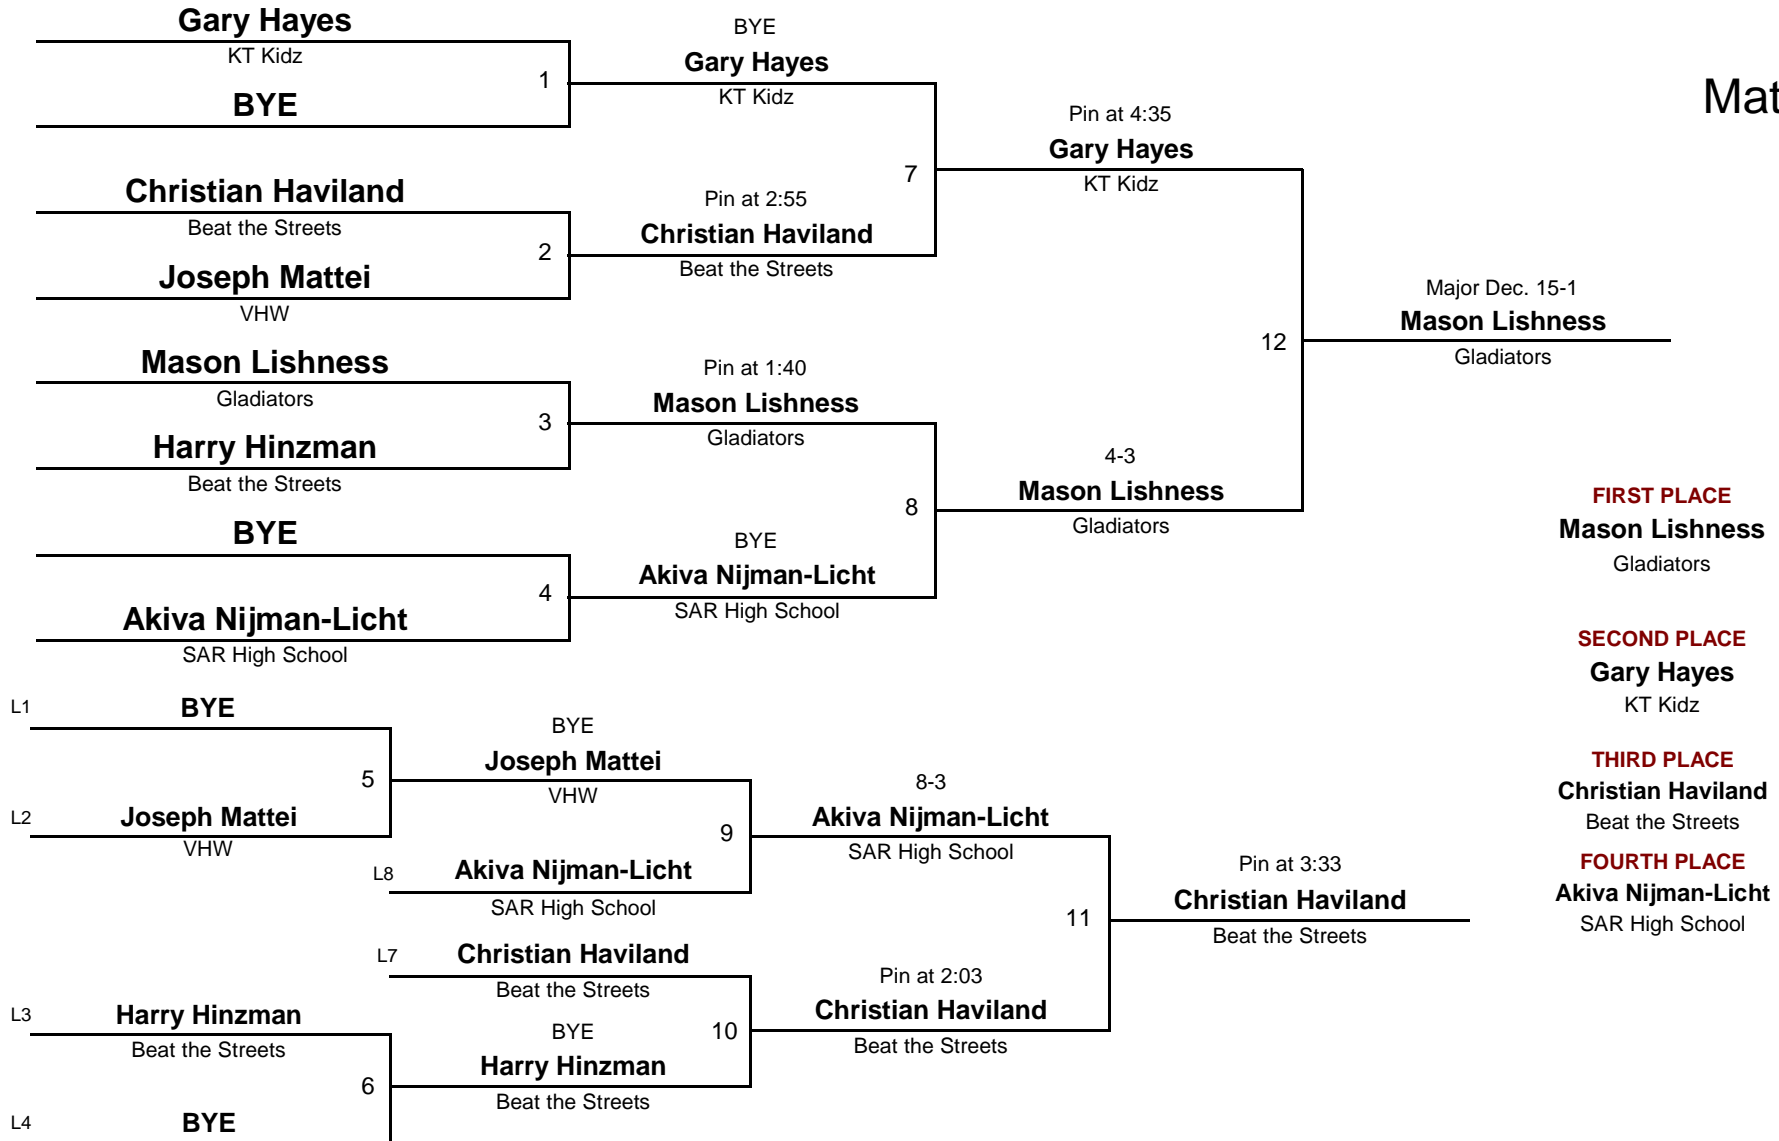 Gary Hayes
KT Kidz
1
BYE
BYE
Gary Hayes
KT Kidz
Christian Haviland
Beat the Streets
2
Joseph Mattei
VHW
Pin at 2:55
Christian Haviland
Beat the Streets
7
Pin at 4:35
Gary Hayes
KT Kidz
Mat
Mason Lishness
Gladiators
3
Harry Hinzman
Beat the Streets
Pin at 1:40
Mason Lishness
Gladiators
BYE
4
Akiva Nijman-Licht
SAR High School
BYE
Akiva Nijman-Licht
SAR High School
8
4-3
Mason Lishness
Gladiators
12
Major Dec. 15-1
Mason Lishness
Gladiators
FIRST PLACE
Mason Lishness
Gladiators
SECOND PLACE
Gary Hayes
KT Kidz
THIRD PLACE
Christian Haviland
Beat the Streets
FOURTH PLACE
Akiva Nijman-Licht
SAR High School
L1
BYE
5
L2
Joseph Mattei
VHW
BYE
Joseph Mattei
VHW
9
L8
Akiva Nijman-Licht
SAR High School
8-3
Akiva Nijman-Licht
SAR High School
11
Pin at 3:33
Christian Haviland
Beat the Streets
L7
Christian Haviland
Beat the Streets
10
BYE
Harry Hinzman
Beat the Streets
Pin at 2:03
Christian Haviland
Beat the Streets
L3
Harry Hinzman
Beat the Streets
6
L4
BYE